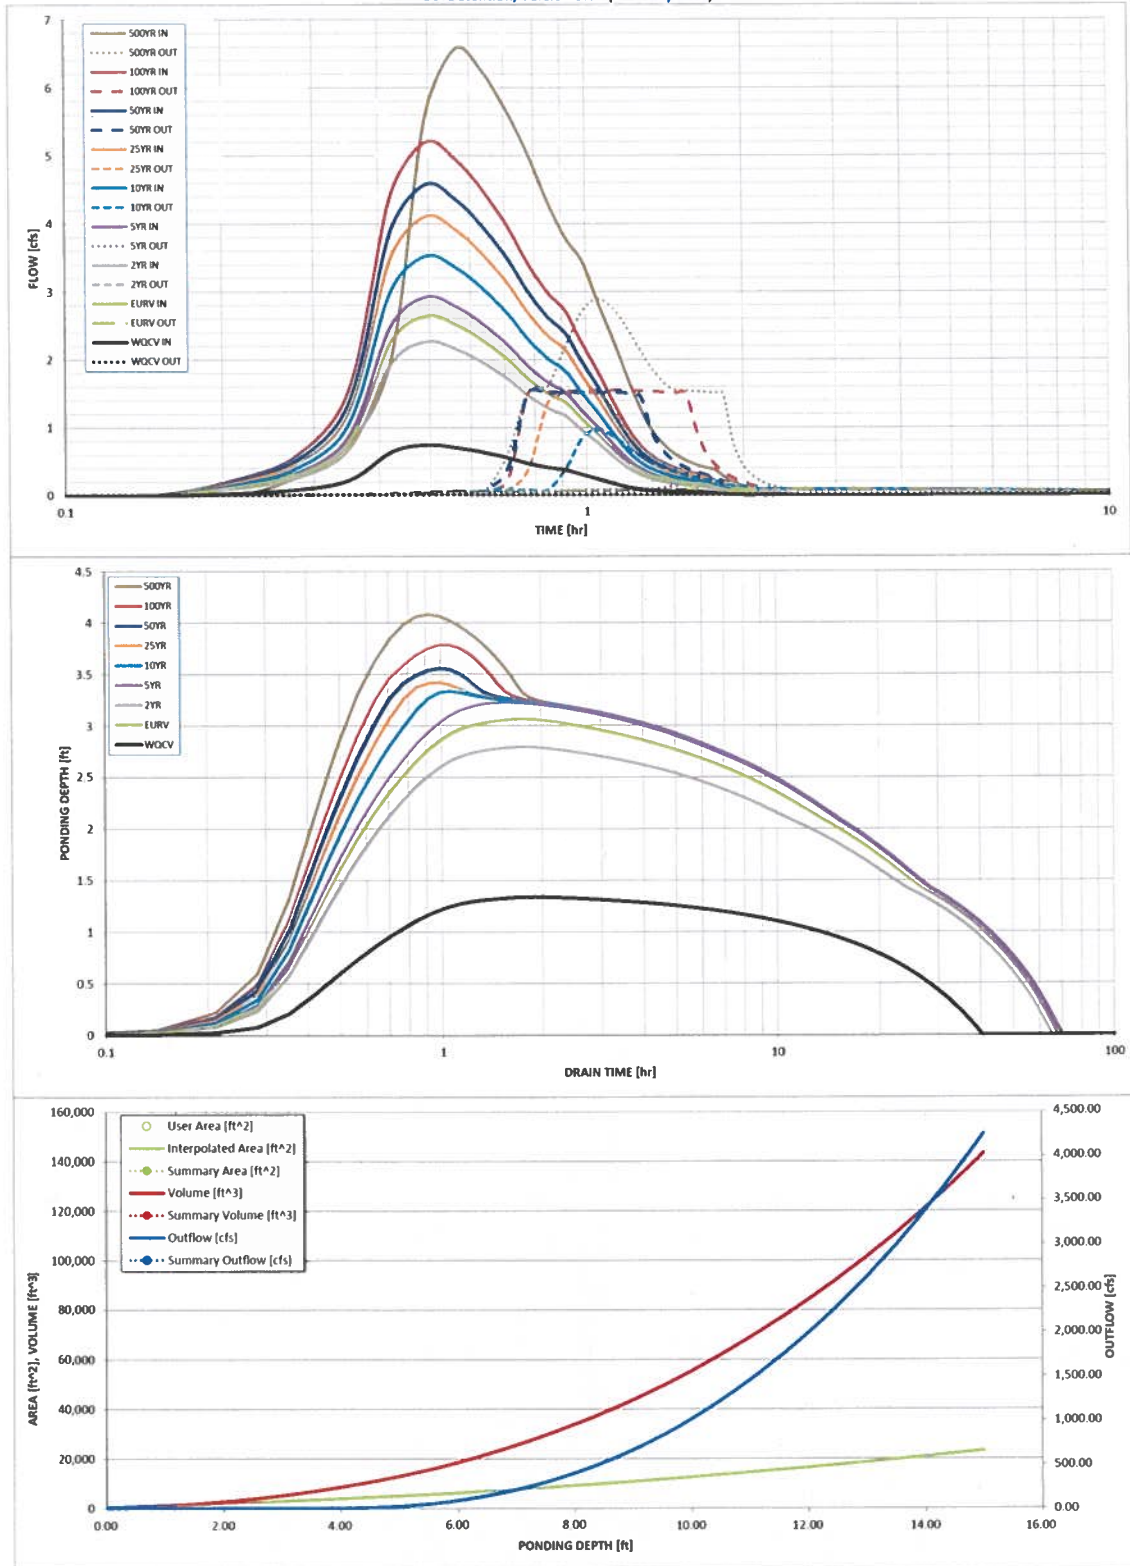 7
6
5
4
3
2
1
0
FLOW [cfs]
500YR IN
500YR OUT
100YR IN
100YR OUT
50YR IN
50YR OUT
25YR IN
25YR OUT
10YR IN
10YR OUT
5YR IN
5YR OUT
2YR IN
2YR OUT
EURV IN
EURV OUT
WQCV IN
WQCV OUT
0.1
1
10
TIME [hr]
4.5
4
3.5
3
2.5
2
1.5
1
0.5
0
PONDING DEPTH [ft]
500YR
100YR
50YR
25YR
10YR
5YR
2YR
EURV
WQCV
0.1
1
10
100
DRAIN TIME [hr]
160,000
140,000
120,000
100,000
80,000
60,000
40,000
20,000
0
AREA [ft^2], VOLUME [ft^3]
User Area [ft^2]
Interpolated Area [ft^2]
Summary Area [ft^2]
Volume [ft^3]
Summary Volume [ft^3]
Outflow [cfs]
Summary Outflow [cfs]
4,500.00
4,000.00
3,500.00
3,000.00
2,500.00
2,000.00
1,500.00
1,000.00
500.00
0.00
OUTFLOW [cfs]
0.00
2.00
4.00
6.00
8.00
10.00
12.00
14.00
16.00
PONDING DEPTH [ft]